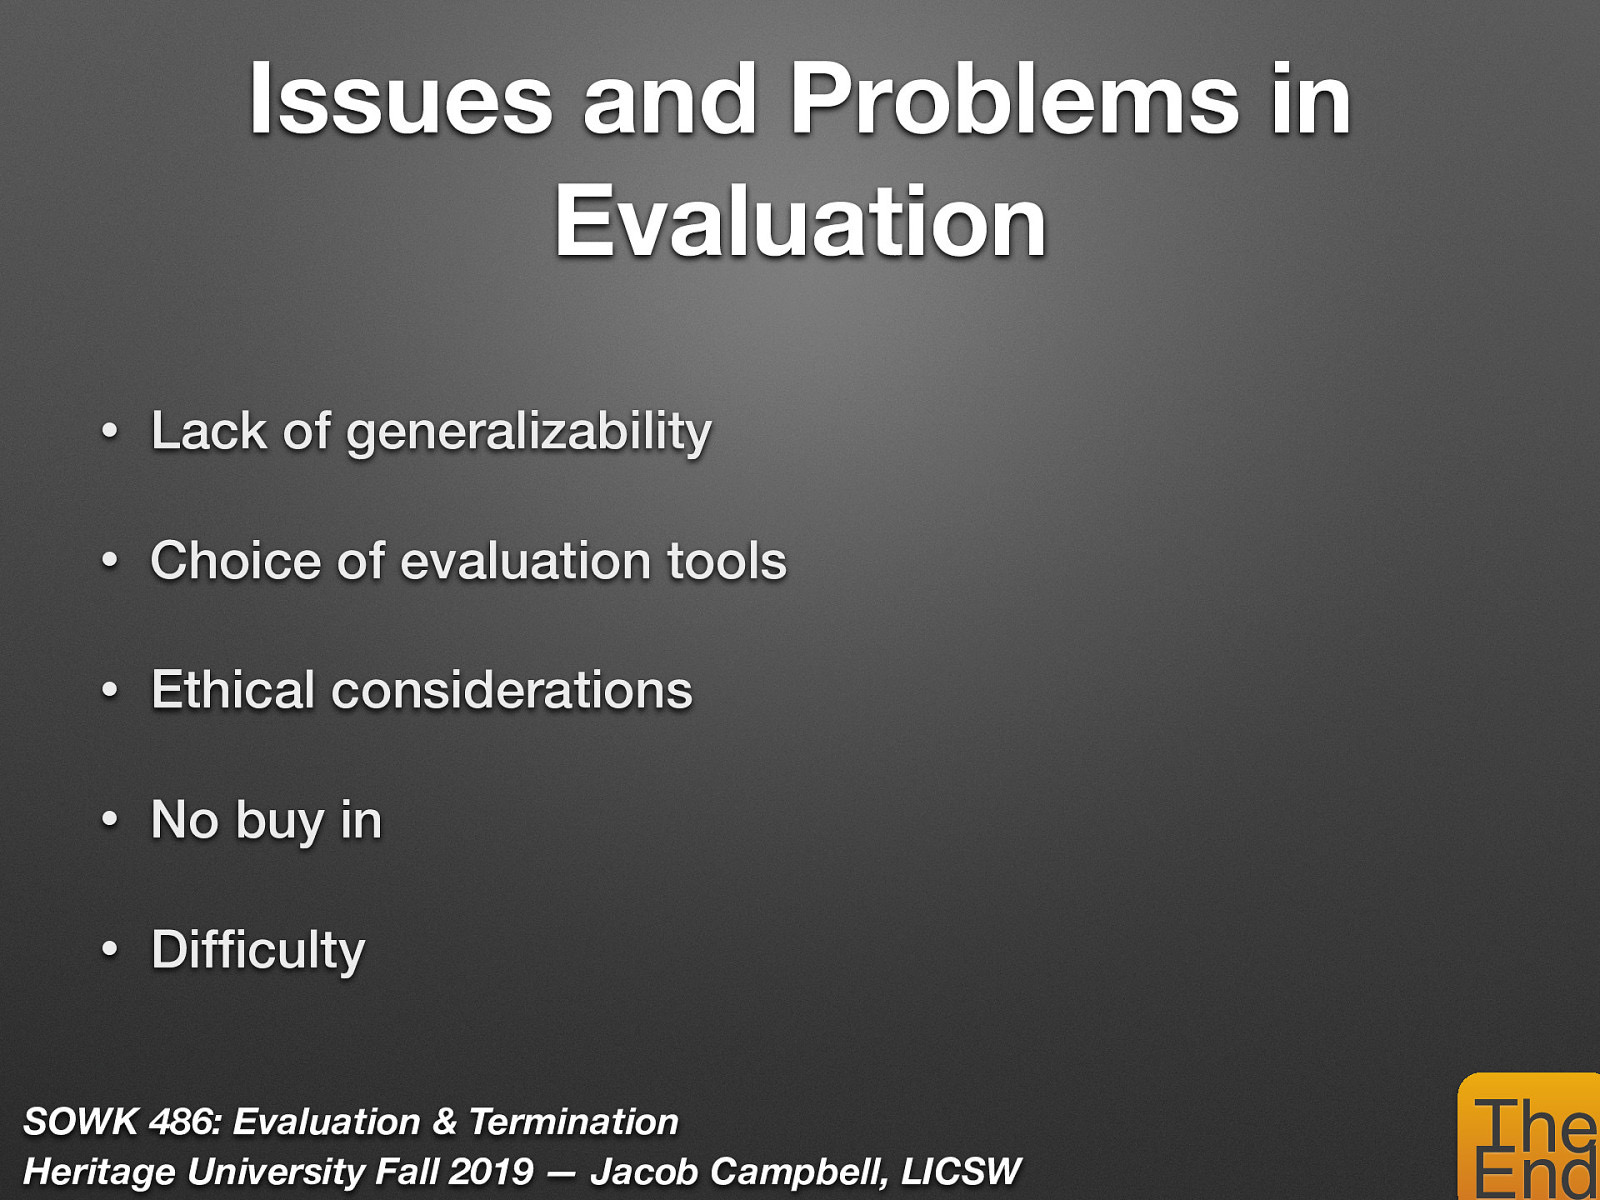 Issues and Problems in
Evaluation
• Lack of generalizability
• Choice of evaluation tools
• Ethical considerations
• No buy in
• Difficulty
SOWK 486: Evaluation & Termination
Heritage University Fall 2019 — Jacob Campbell, LICSW
The
End